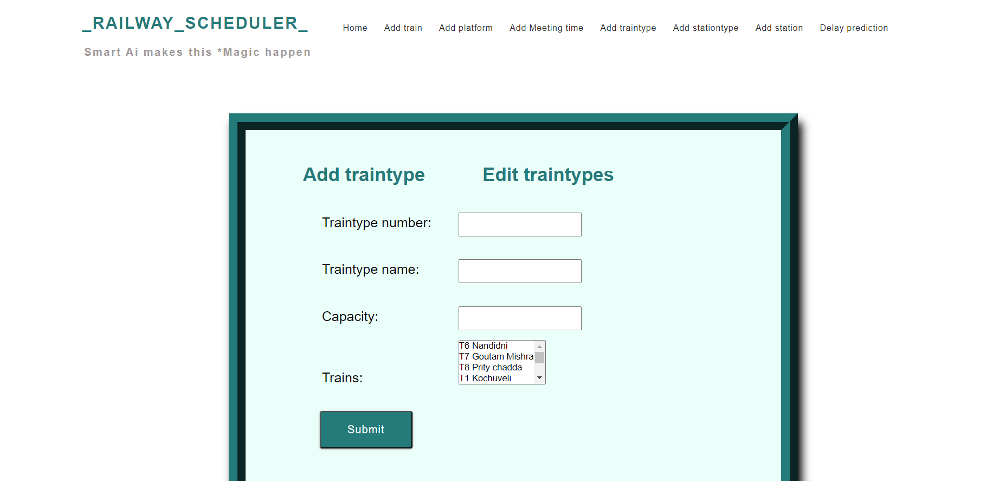 _RAILWAY_SCHEDULER_
Home Add train Add platform Add Meeting time Add traintype Add stationtype Add station Delay prediction
Smart Ai makes this *Magic happen
Add traintype Edit traintypes
Traintype number:
Traintype name:
Capacity:
T6 Nandidni
T7 Goutam Mishra
T8 Prity chadda
T1 Kochuveli
Trains:
Submit